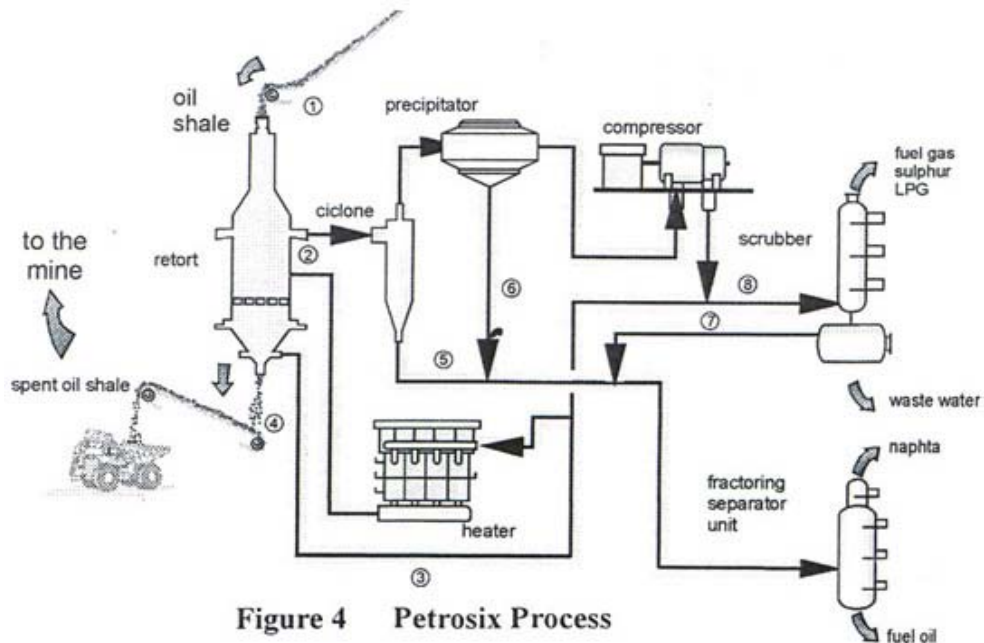 oil
shale
①
precipitator
compressor
fuel gas
sulphur
LPG
ciclone
to the
mine
retort
②
scrubber
⑧
⑥
⑦
⑤
spent oil shale
④
waste water
naphta
fractoring
separator
unit
heater
③
Figure 4 Petrosix Process
fuel oil